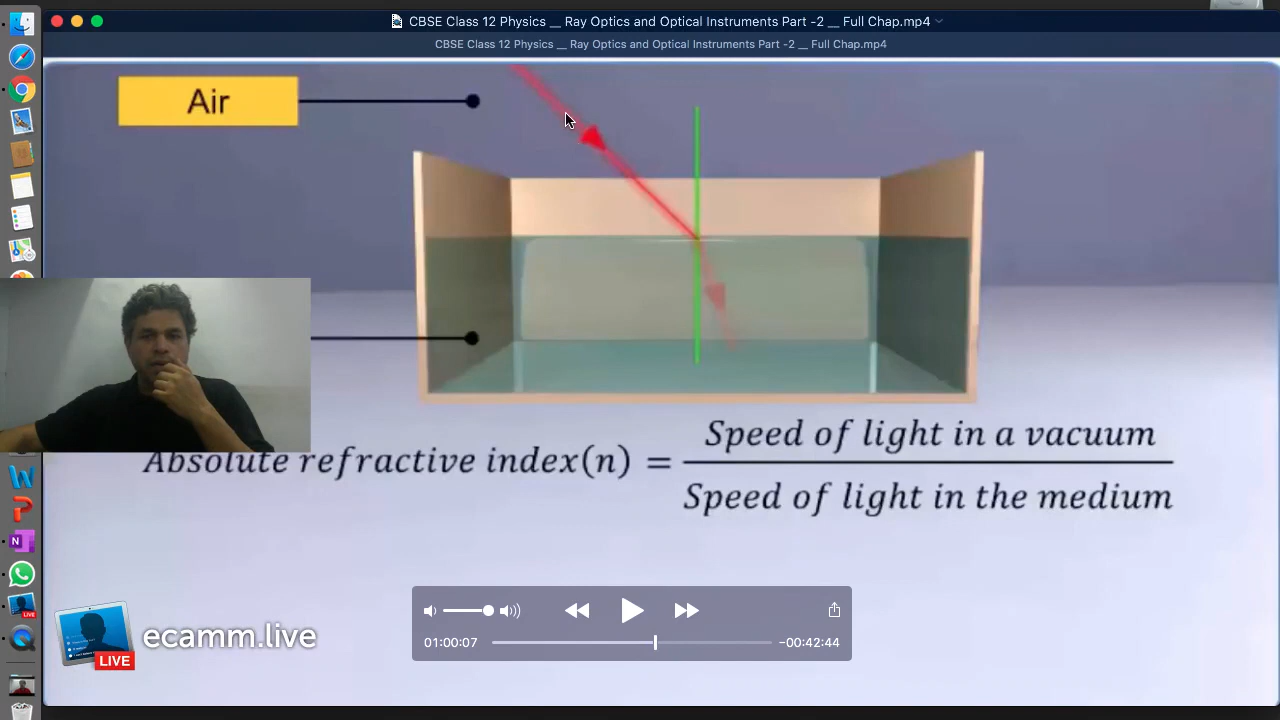 CBSE Class 12 Physics __ Ray Optics and Optical Instruments Part -2 __ Full Chap.mp4
CBSE Class 12 Physics __ Ray Optics and Optical Instruments Part -2 __ Full Chap.mp4
Air
Absolute refractive index(n) = Speed of light in a vacuum
Speed of light in the medium
ecamm.live
LIVE
01:00:07
-00:42:44
W
P
N
LIVE